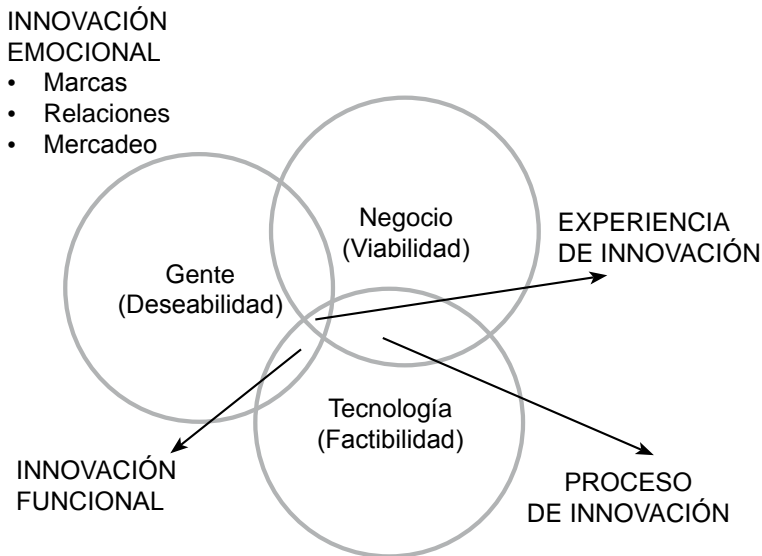 INNOVACIÓN
EMOCIONAL
• Marcas
• Relaciones
• Mercadeo
Negocio
(Viabilidad)
EXPERIENCIA
DE INNOVACIÓN
Gente
(Deseabilidad)
Tecnología
(Factibilidad)
INNOVACIÓN
FUNCIONAL
PROCESO
DE INNOVACIÓN